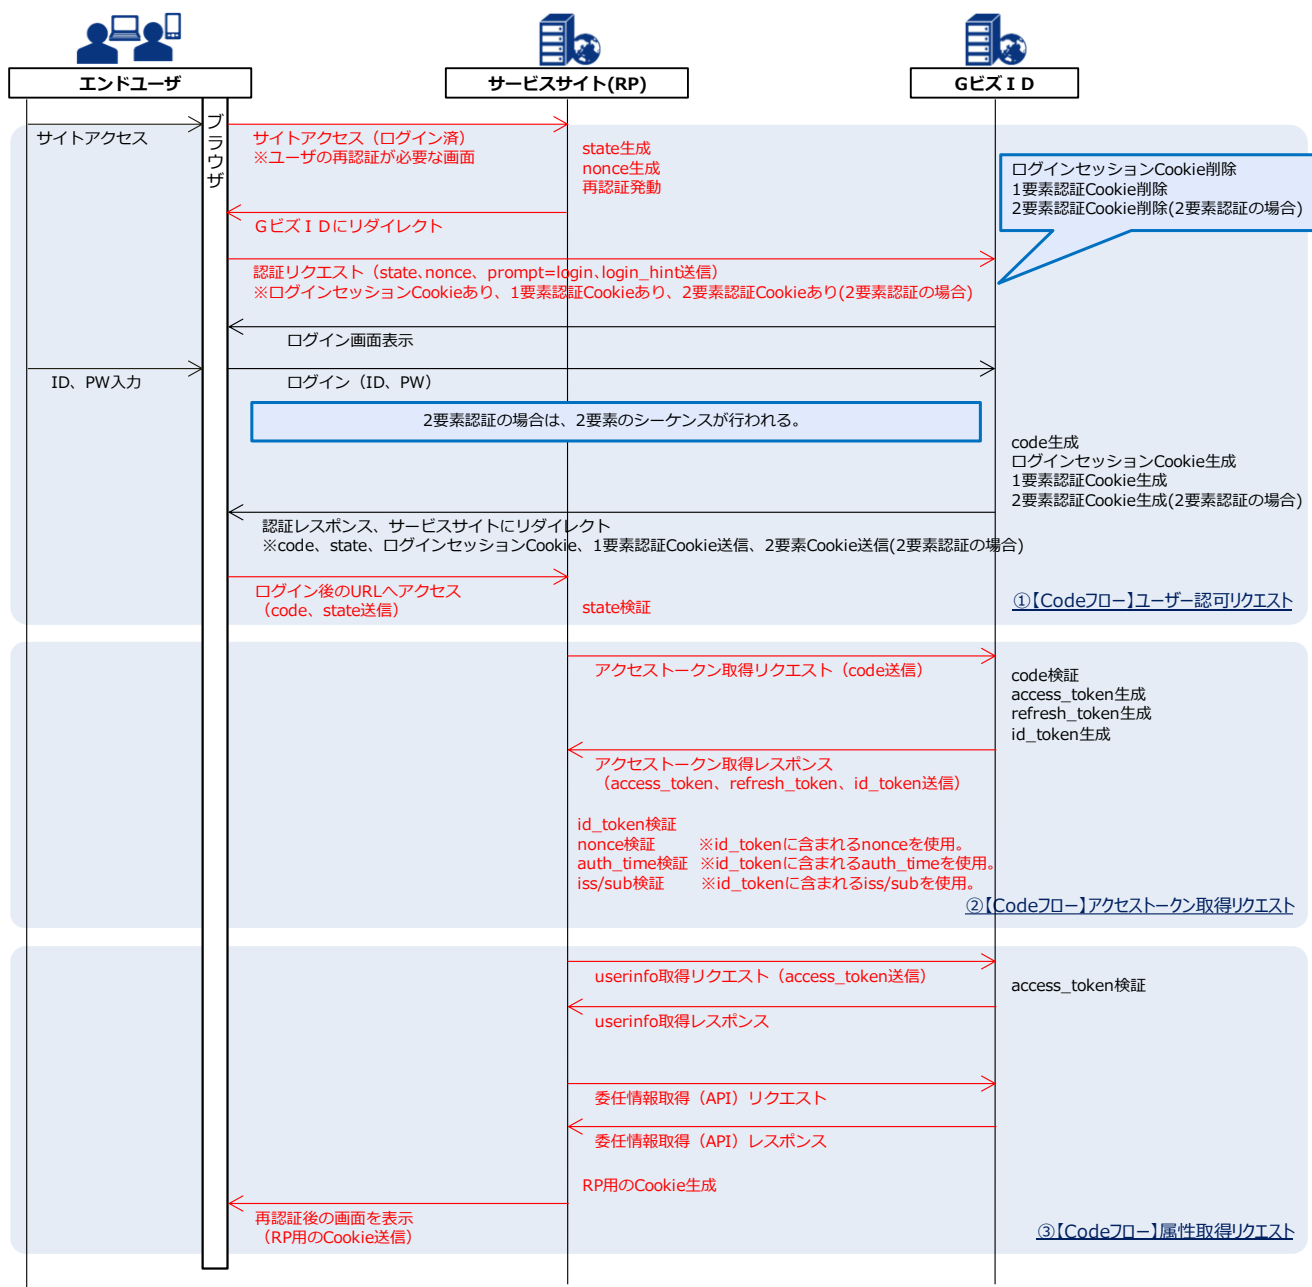 エンドユーザ
サービスサイト(RP)
GビズＩＤ
ブラウザ
サイトアクセス
サイトアクセス（ログイン済）
※ユーザの再認証が必要な画面
state生成
nonce生成
再認証発動
ログインセッションCookie削除
1要素認証Cookie削除
2要素認証Cookie削除(2要素認証の場合)
GビズＩＤにリダイレクト
認証リクエスト（state、nonce、prompt=login、login_hint送信）
※ログインセッションCookieあり、1要素認証Cookieあり、2要素認証Cookieあり(2要素認証の場合)
ログイン画面表示
ID、PW入力
ログイン（ID、PW）
2要素認証の場合は、2要素のシーケンスが行われる。
code生成
ログインセッションCookie生成
1要素認証Cookie生成
2要素認証Cookie生成(2要素認証の場合)
認証レスポンス、サービスサイトにリダイレクト
※code、state、ログインセッションCookie、1要素認証Cookie送信、2要素Cookie送信(2要素認証の場合)
ログイン後のURLへアクセス
（code、state送信）
state検証
①【Codeフロー】ユーザー認可リクエスト
アクセストークン取得リクエスト（code送信）
code検証
access_token生成
refresh_token生成
id_token生成
アクセストークン取得レスポンス
（access_token、refresh_token、id_token送信）
id_token検証
nonce検証 ※id_tokenに含まれるnonceを使用。
auth_time検証 ※id_tokenに含まれるauth_timeを使用。
iss/sub検証 ※id_tokenに含まれるiss/subを使用。
②【Codeフロー】アクセストークン取得リクエスト
userinfo取得リクエスト（access_token送信）
access_token検証
userinfo取得レスポンス
委任情報取得（API）リクエスト
委任情報取得（API）レスポンス
RP用のCookie生成
再認証後の画面を表示
（RP用のCookie送信）
③【Codeフロー】属性取得リクエスト